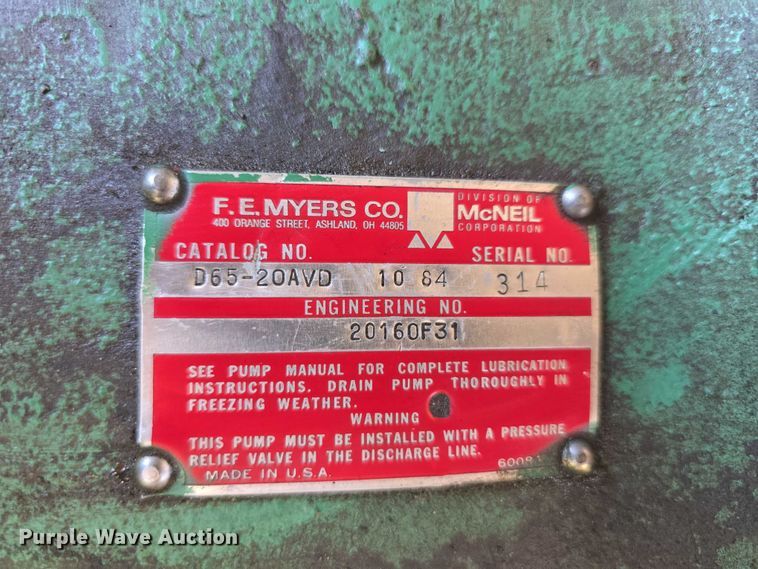 F. E. MYERS CO.
DIVISION OF
McNEIL
CORPORATION
400 ORANGE STREET, ASHLAND, OH 44805
CATALOG NO. SERIAL NO.
D65-20AVD 10 84 314
ENGINEERING NO.
20160F31
SEE PUMP MANUAL FOR COMPLETE LUBRICATION
INSTRUCTIONS. DRAIN PUMP THOROUGHLY IN
FREEZING WEATHER.
WARNING
THIS PUMP MUST BE INSTALLED WITH A PRESSURE
RELIEF VALVE IN THE DISCHARGE LINE.
MADE IN U.S.A.
Purple Wave Auction